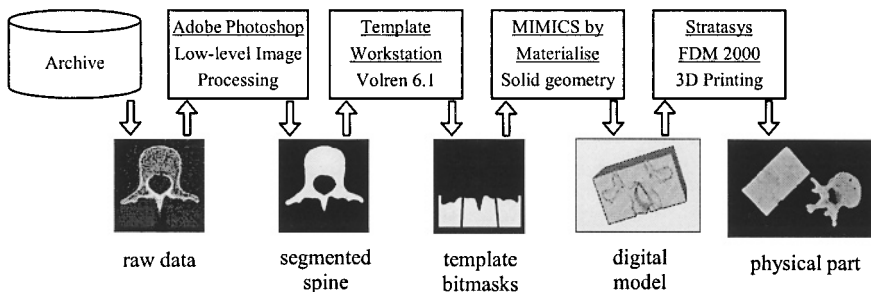 Archive
Adobe Photoshop
Low-level Image
Processing
Template
Workstation
Volren 6.1
MIMICS by
Materialise
Solid geometry
Stratasys
FDM 2000
3D Printing
raw data
segmented
spine
template
bitmasks
digital
model
physical part